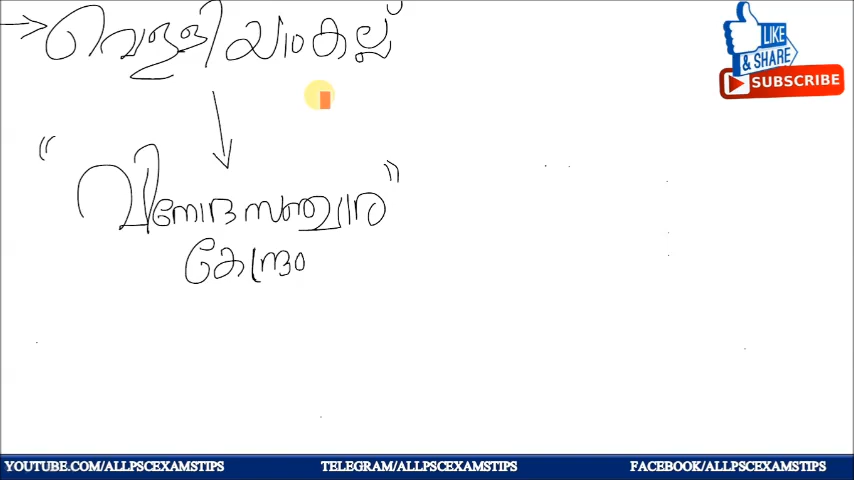 → വെള്ളിയാംകല്ല്
LIKE
& SHARE
SUBSCRIBE
"വിനോദസഞ്ചാര"
കേന്ദ്രം
YOUTUBE.COM/ALLPSCEXAMSTIPS TELEGRAM/ALLPSCEXAMSTIPS FACEBOOK/ALLPSCEXAMSTIPS